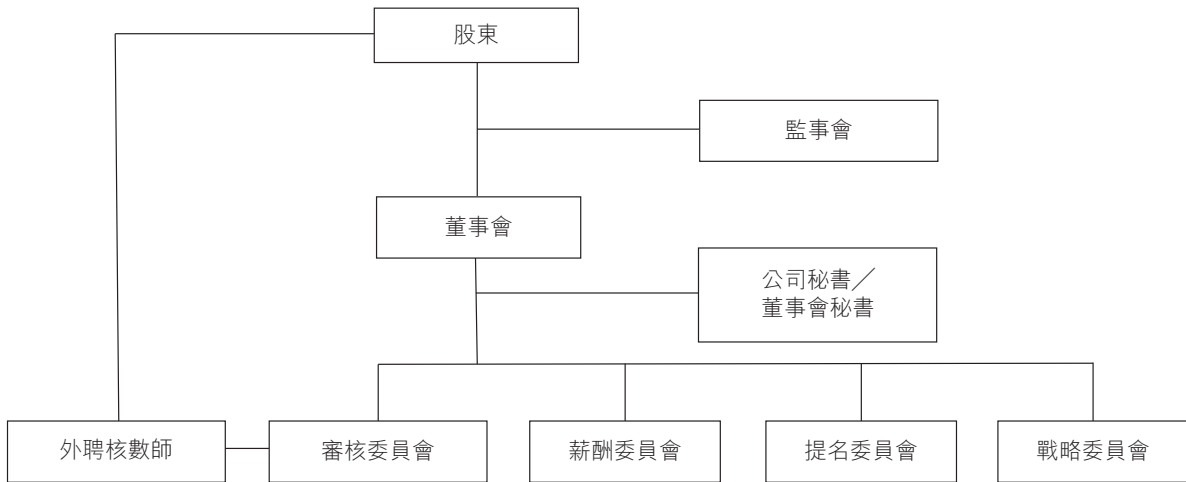 股東
監事會
董事會
公司秘書／
董事會秘書
外聘核數師
審核委員會
薪酬委員會
提名委員會
戰略委員會